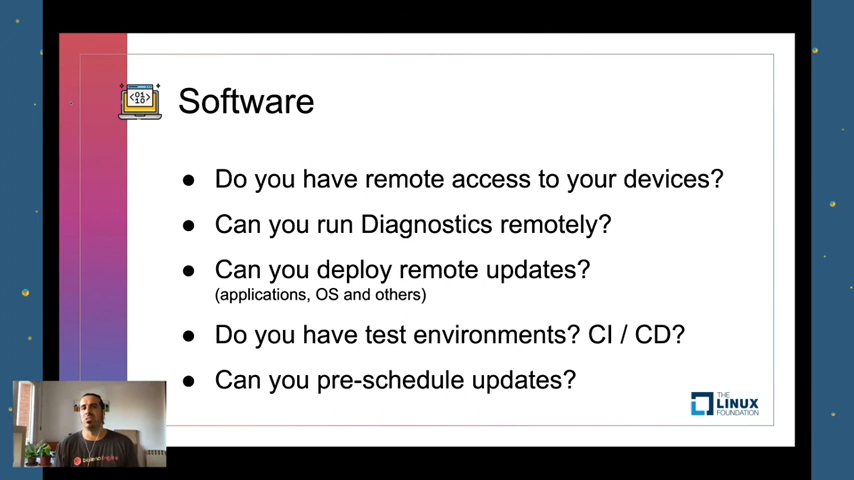 <01>
10
Software
● Do you have remote access to your devices?
● Can you run Diagnostics remotely?
● Can you deploy remote updates?
(applications, OS and others)
● Do you have test environments? CI / CD?
● Can you pre-schedule updates?
THE
LINUX
FOUNDATION